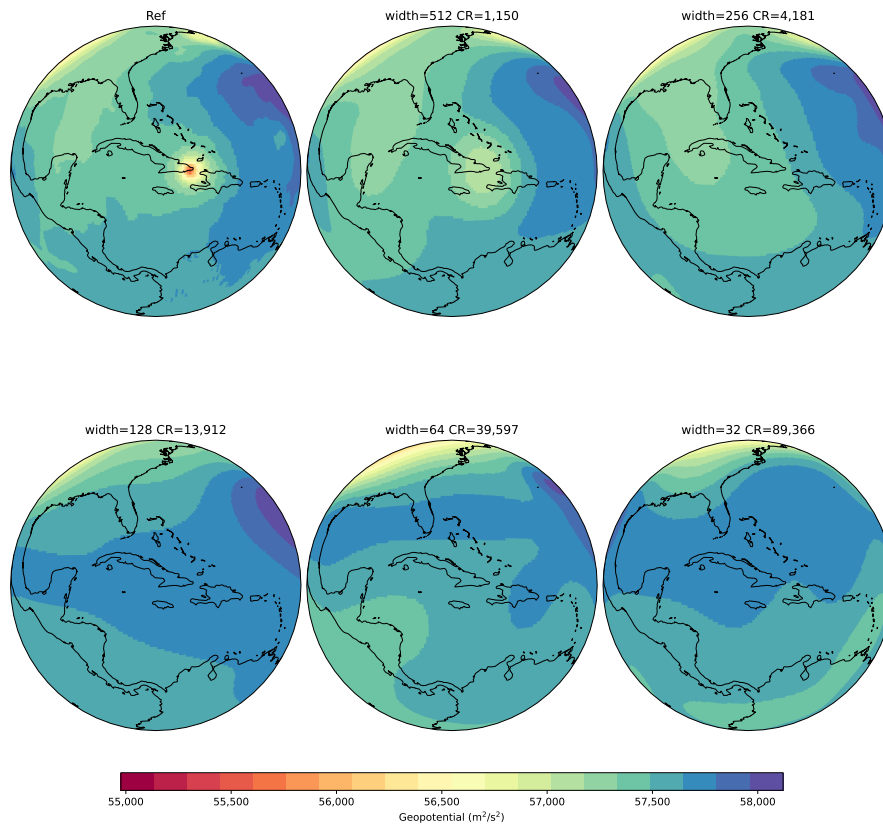 Ref
width=512 CR=1,150
width=256 CR=4,181
width=128 CR=13,912
width=64 CR=39,597
width=32 CR=89,366
55,000 55,500 56,000 56,500 57,000 57,500 58,000
Geopotential (m²/s²)